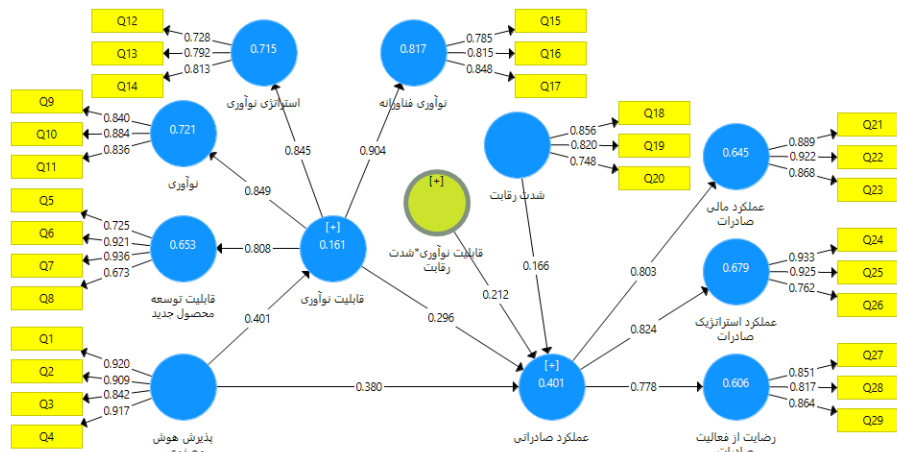 Q12
Q13
Q14
0.728
0.792
0.813
0.715
استراتژی نوآوری
0.817
نوآوری فناورانه
0.785
0.815
0.848
Q15
Q16
Q17
Q9
Q10
Q11
0.840
0.884
0.836
0.721
نوآوری
0.845
0.904
0.849
شدت رقابت
0.856
0.820
0.748
Q18
Q19
Q20
0.645
عملکرد مالی
صادرات
0.889
0.922
0.868
Q21
Q22
Q23
Q5
Q6
Q7
Q8
0.725
0.921
0.936
0.673
0.653
قابلیت توسعه
محصول جدید
0.808
[+]
0.161
قابلیت نوآوری
[+]
قابلیت نوآوری*شدت
رقابت
0.166
0.212
0.296
0.401
0.803
0.824
0.679
عملکرد استراتژیک
صادرات
0.933
0.925
0.762
Q24
Q25
Q26
Q1
Q2
Q3
Q4
0.920
0.909
0.842
0.917
پذیرش هوش
0.380
[+]
0.401
عملکرد صادراتی
0.778
0.606
رضایت از فعالیت
0.851
0.817
0.864
Q27
Q28
Q29